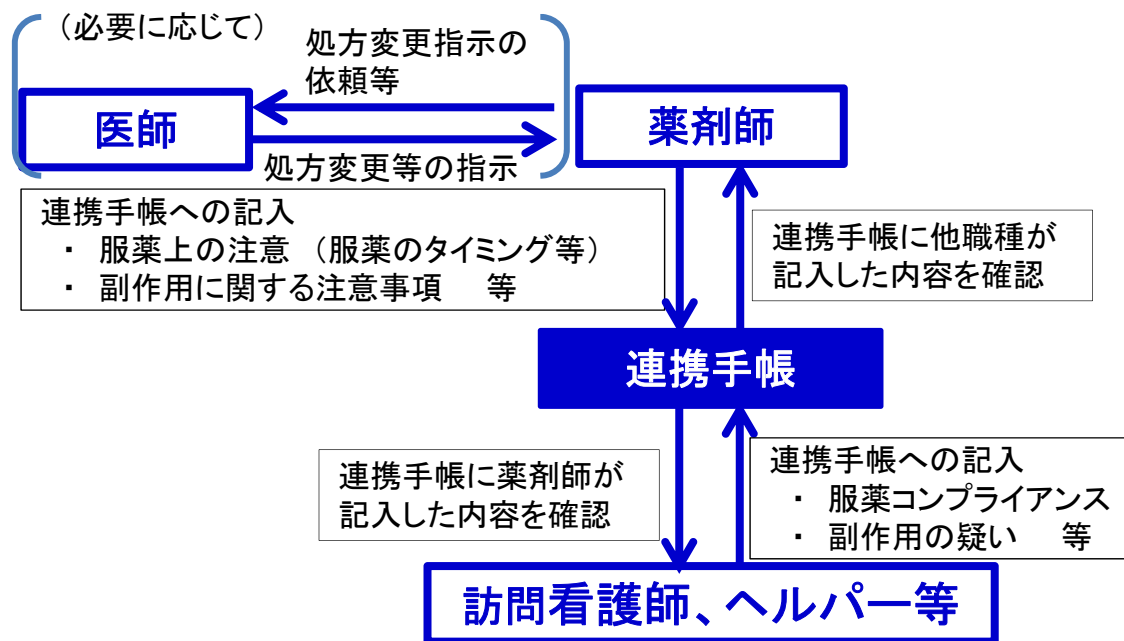 （必要に応じて）
処方変更指示の
依頼等
医師
薬剤師
処方変更等の指示
連携手帳への記入
・ 服薬上の注意 （服薬のタイミング等）
・ 副作用に関する注意事項 等
連携手帳に他職種が
記入した内容を確認
連携手帳
連携手帳に薬剤師が
記入した内容を確認
連携手帳への記入
・ 服薬コンプライアンス
・ 副作用の疑い 等
訪問看護師、ヘルパー等